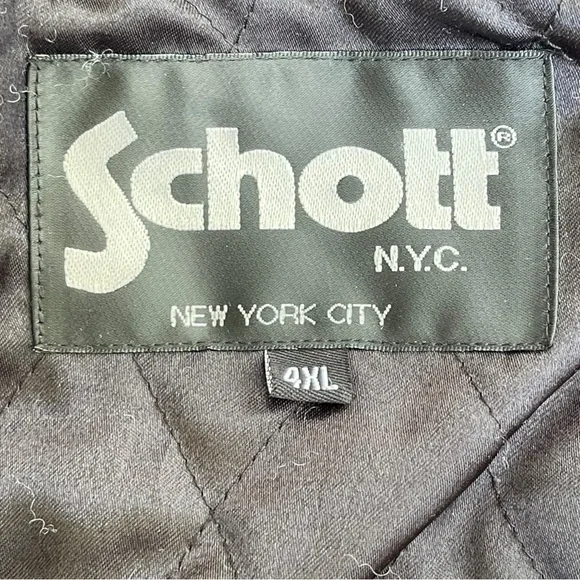 Schott®
N.Y.C.
NEW YORK CITY
4XL